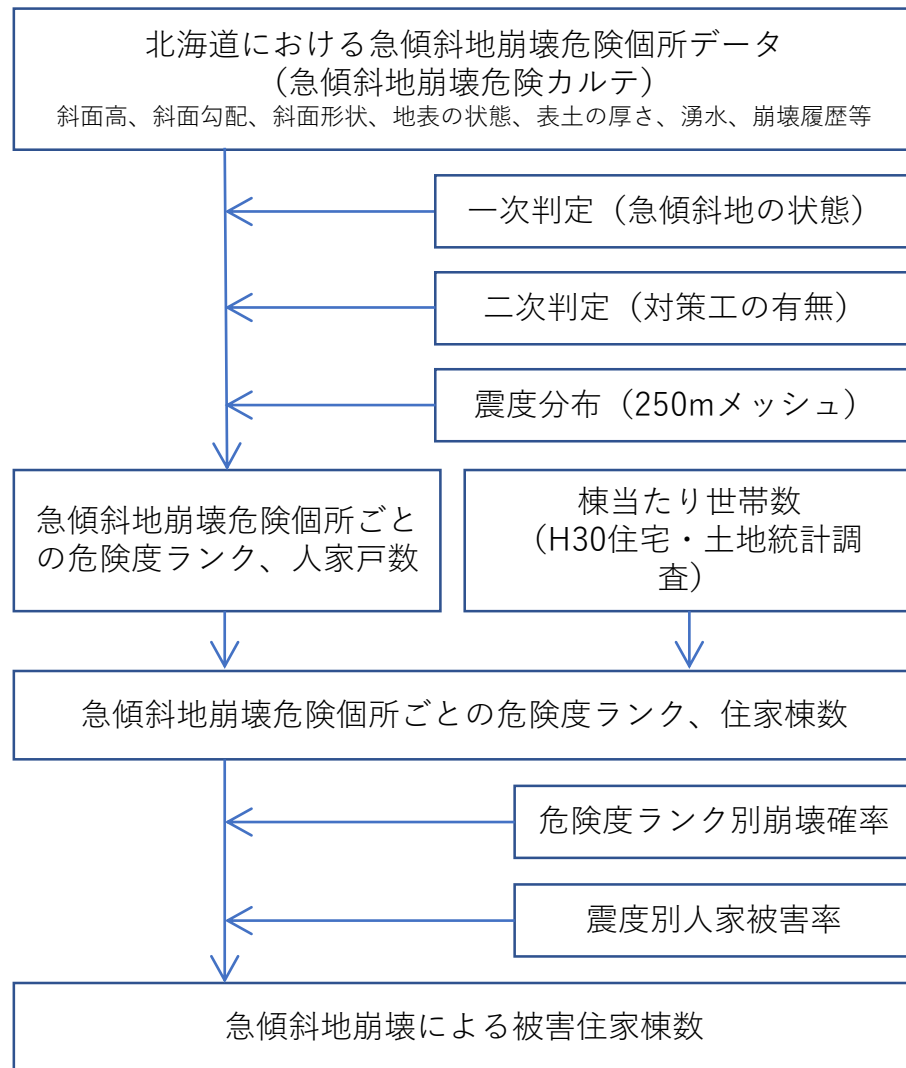 北海道における急傾斜地崩壊危険個所データ
（急傾斜地崩壊危険カルテ）
斜面高、斜面勾配、斜面形状、地表の状態、表土の厚さ、湧水、崩壊履歴等
一次判定（急傾斜地の状態）
二次判定（対策工の有無）
震度分布（250mメッシュ）
急傾斜地崩壊危険個所ごと
の危険度ランク、人家戸数
棟当たり世帯数
（H30住宅・土地統計調
査）
急傾斜地崩壊危険個所ごとの危険度ランク、住家棟数
危険度ランク別崩壊確率
震度別人家被害率
急傾斜地崩壊による被害住家棟数